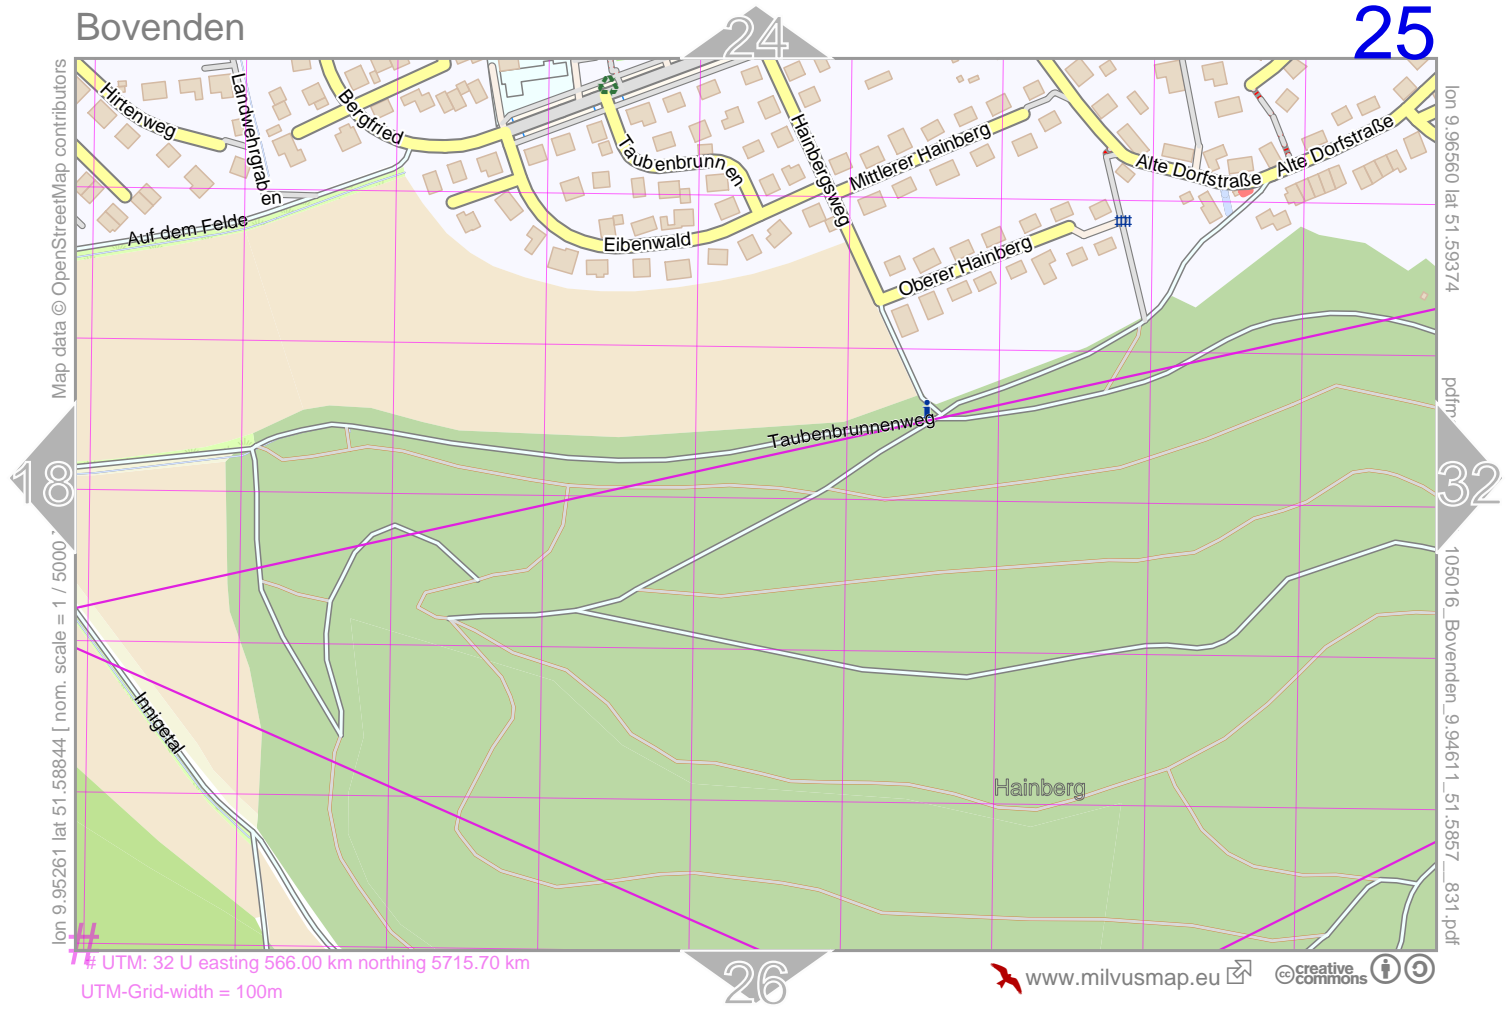 Bovenden
24
25
Map data © OpenStreetMap contributors
lon 9.95261 lat 51.58844 [ nom. scale = 1 / 5000
lon 9.96560 lat 51.59374
pdfm
105016_Bovenden_9.94611_51.5857__831.pdf
Hirtenweg
Landwehrgraben
Bergfried
Taubenbrunnen
Hainbergsweg
Mittlerer Hainberg
Alte Dorfstraße
Alte Dorfstraße
Auf dem Felde
Eibenwald
Oberer Hainberg
Taubenbrunnenweg
18
32
Innigetal
Hainberg
#
# UTM: 32 U easting 566.00 km northing 5715.70 km
UTM-Grid-width = 100m
26
www.milvusmap.eu
cc creative
commons